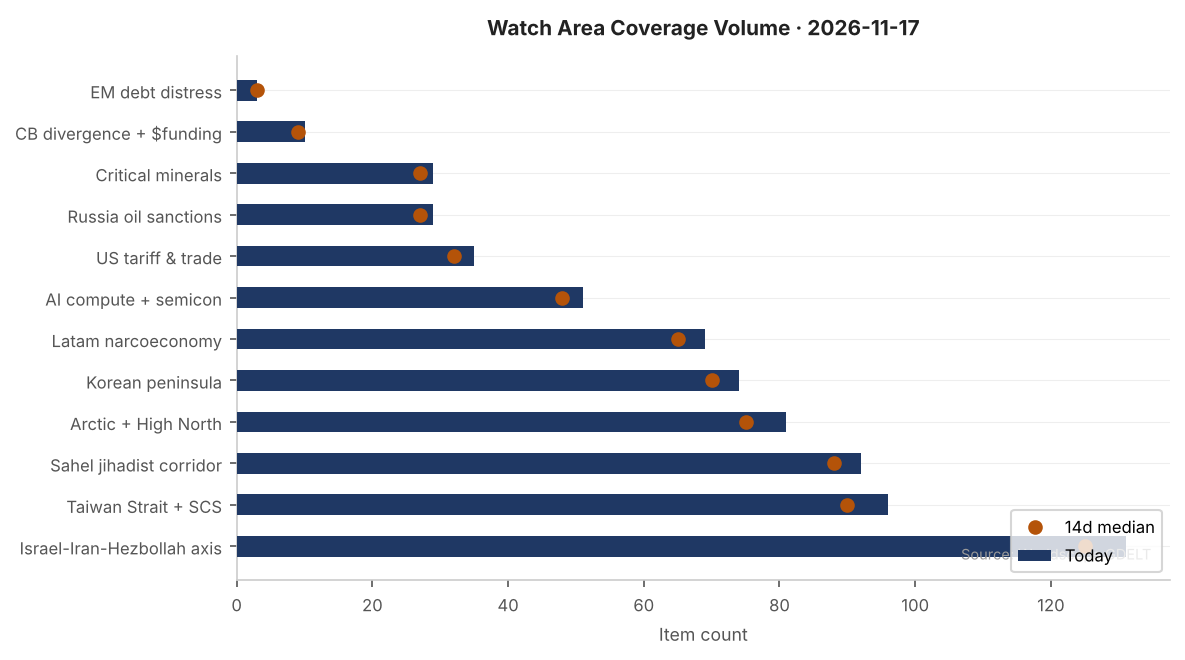 Watch Area Coverage Volume · 2026-11-17
EM debt distress
CB divergence + $funding
Critical minerals
Russia oil sanctions
US tariff & trade
AI compute + semicon
Latam narcoeconomy
Korean peninsula
Arctic + High North
Sahel jihadist corridor
Taiwan Strait + SCS
Israel-Iran-Hezbollah axis
14d median
Today
0 20 40 60 80 100 120
Item count